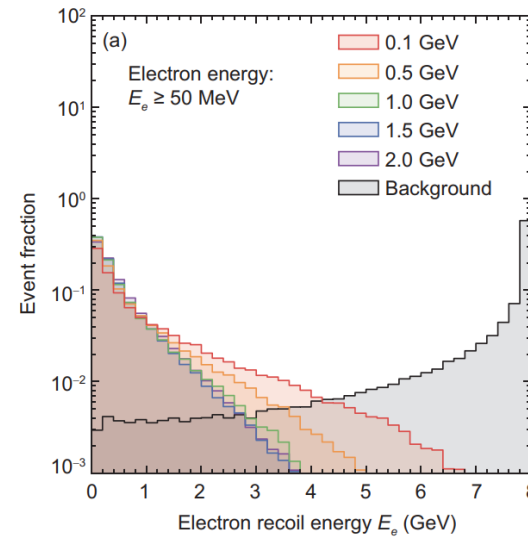 (a)
Electron energy:
E_e ≥ 50 MeV
0.1 GeV
0.5 GeV
1.0 GeV
1.5 GeV
2.0 GeV
Background
Event fraction
10²
10¹
10⁰
10⁻¹
10⁻²
10⁻³
0 1 2 3 4 5 6 7 8
Electron recoil energy E_e (GeV)